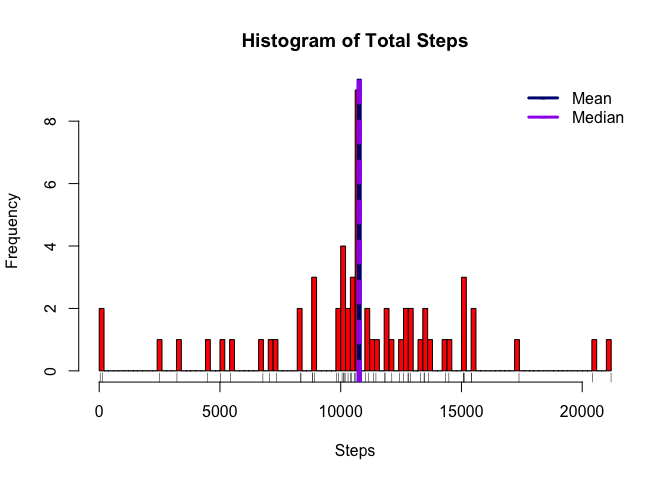 Histogram of Total Steps
Mean
Median
Frequency
8
6
4
2
0
0 5000 10000 15000 20000
Steps